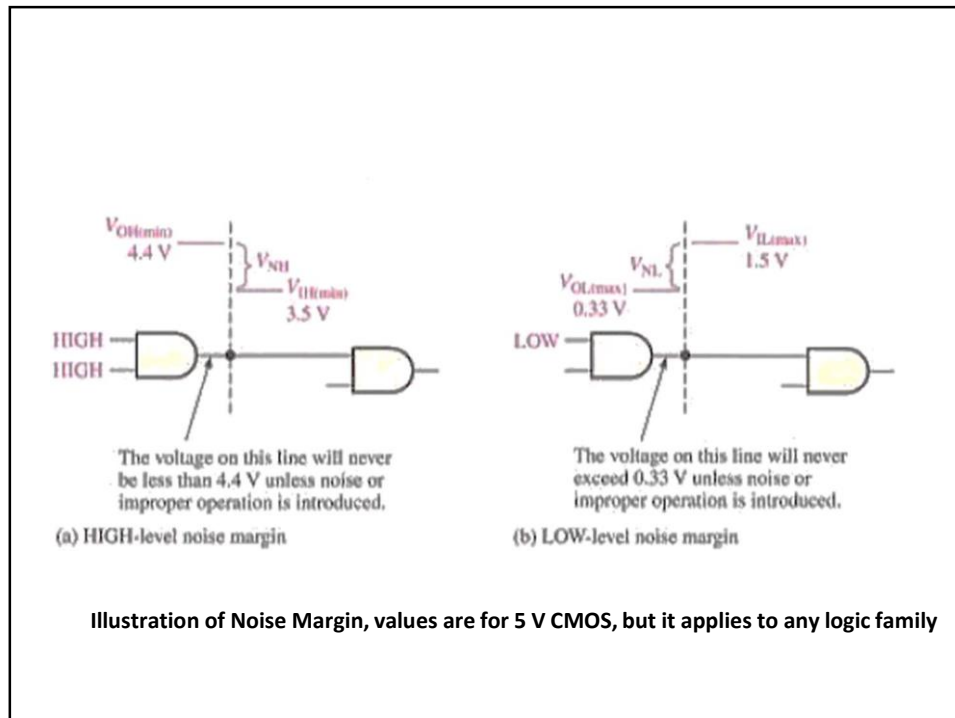 VOH(min)
4.4 V
VNH
VIH(min)
3.5 V
HIGH
HIGH
The voltage on this line will never
be less than 4.4 V unless noise or
improper operation is introduced.
(a) HIGH-level noise margin
VIL(max)
1.5 V
VNL
VOL(max)
0.33 V
LOW
The voltage on this line will never
exceed 0.33 V unless noise or
improper operation is introduced.
(b) LOW-level noise margin
Illustration of Noise Margin, values are for 5 V CMOS, but it applies to any logic family